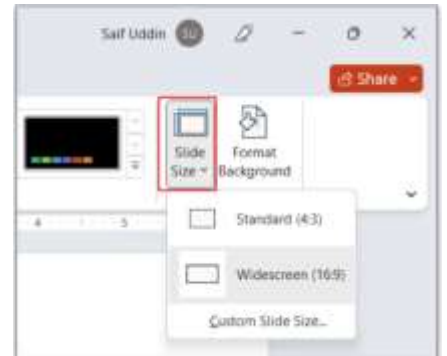 Saif Uddin SU
Share
Slide Size
Format Background
4 5
Standard (4:3)
Widescreen (16:9)
Custom Slide Size...